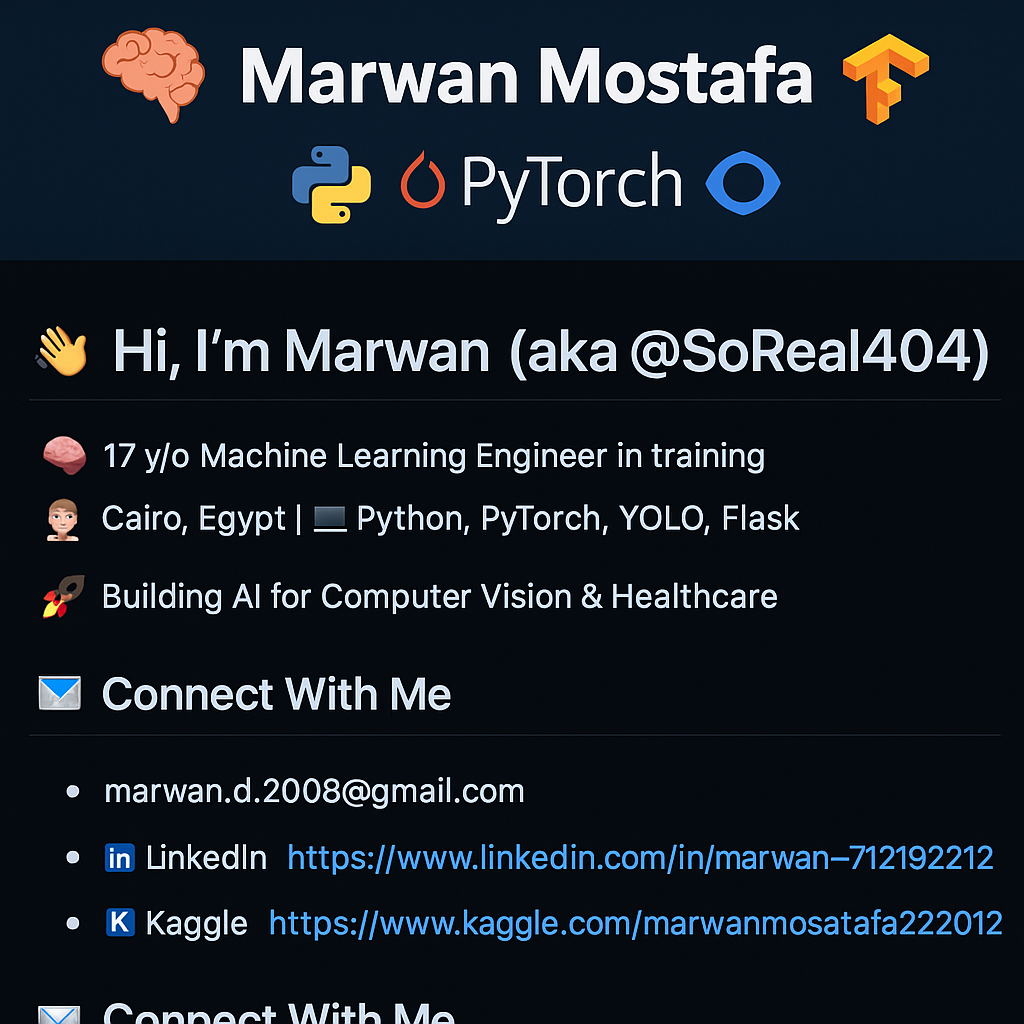 Marwan Mostafa
PyTorch
Hi, I’m Marwan (aka @SoReal404)
17 y/o Machine Learning Engineer in training
Cairo, Egypt | Python, PyTorch, YOLO, Flask
Building AI for Computer Vision & Healthcare
Connect With Me
marwan.d.2008@gmail.com
in LinkedIn https://www.linkedin.com/in/marwan–712192212
K Kaggle https://www.kaggle.com/marwanmosatafa222012
Connect With Me